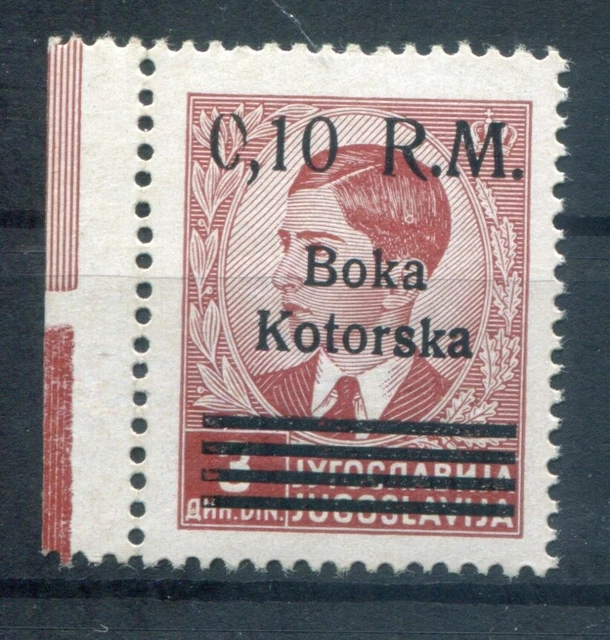 0,10 R.M.
Boka
Kotorska
3 ЈУГОСЛАВИЈА
ДИН. DIN. JUGOSLAVIJA